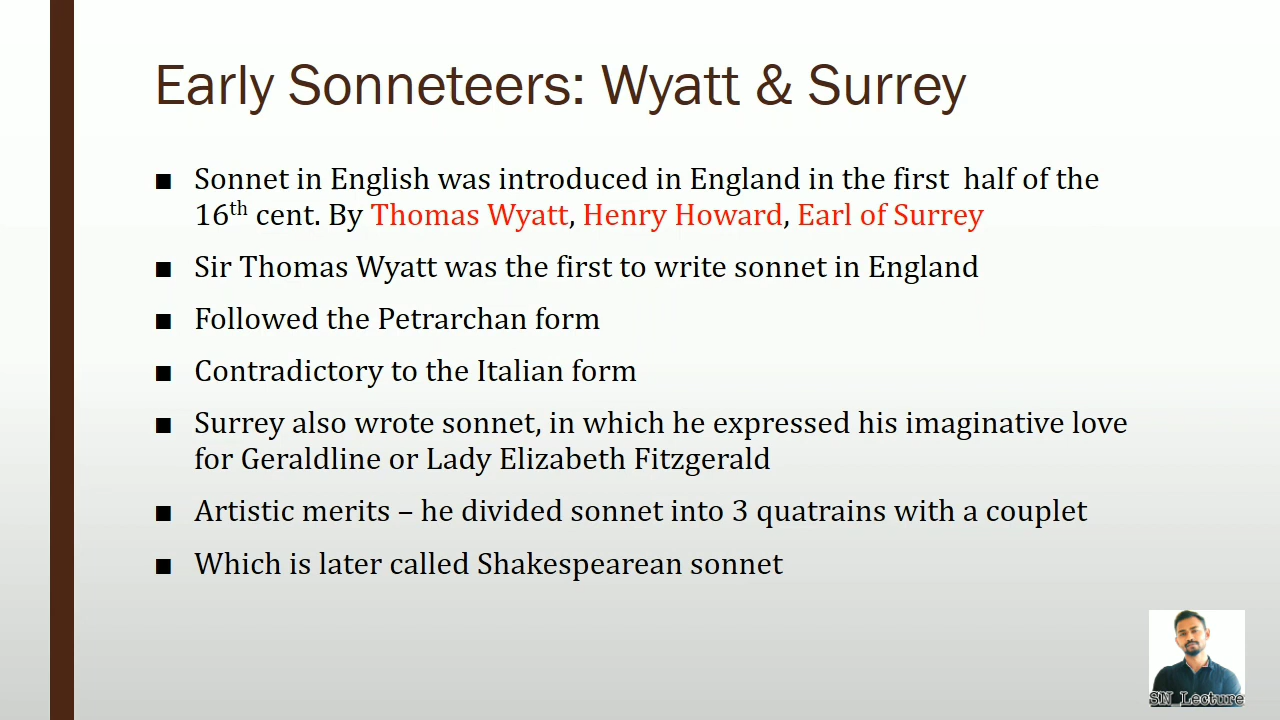 Early Sonneteers: Wyatt & Surrey
■ Sonnet in English was introduced in England in the first half of the
16th cent. By Thomas Wyatt, Henry Howard, Earl of Surrey
■ Sir Thomas Wyatt was the first to write sonnet in England
■ Followed the Petrarchan form
■ Contradictory to the Italian form
■ Surrey also wrote sonnet, in which he expressed his imaginative love
for Geraldline or Lady Elizabeth Fitzgerald
■ Artistic merits – he divided sonnet into 3 quatrains with a couplet
■ Which is later called Shakespearean sonnet
SN Lecture